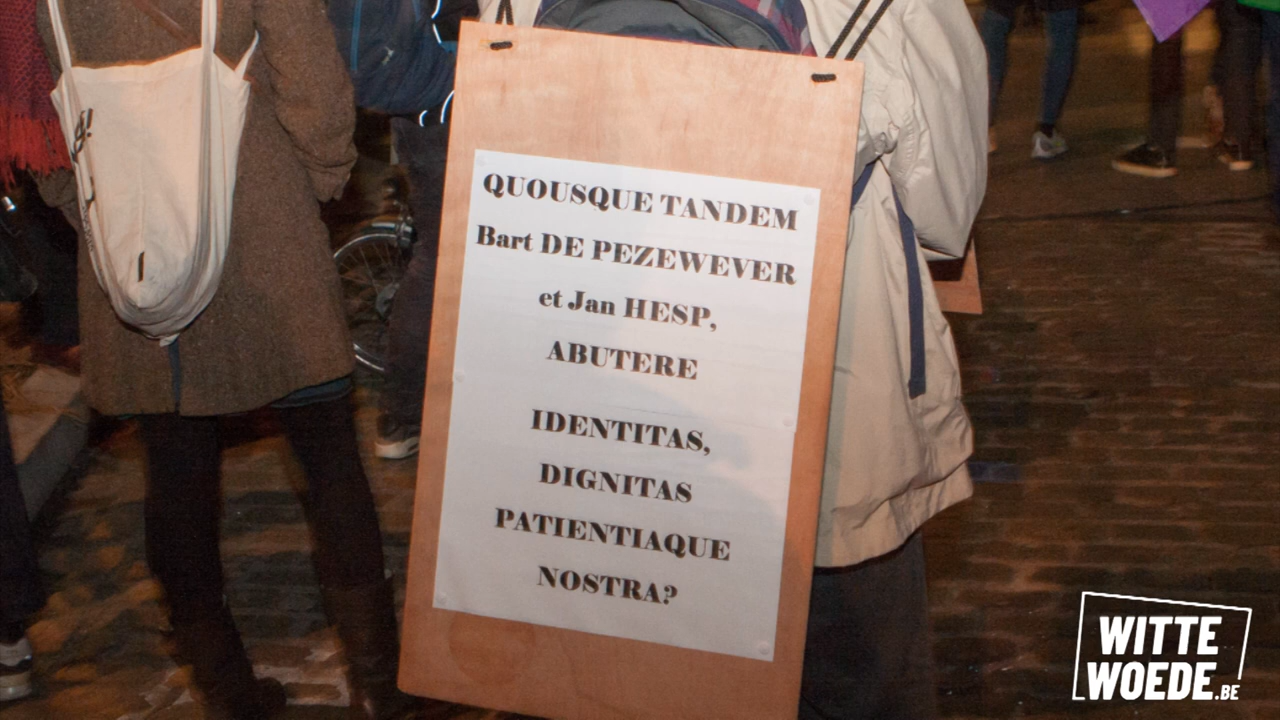 QUOUSQUE TANDEM
Bart DE PEZEWEVER
et Jan HESP,
ABUTERE
IDENTITAS,
DIGNITAS
PATIENTIAQUE
NOSTRA?
WITTE
WOEDE.BE